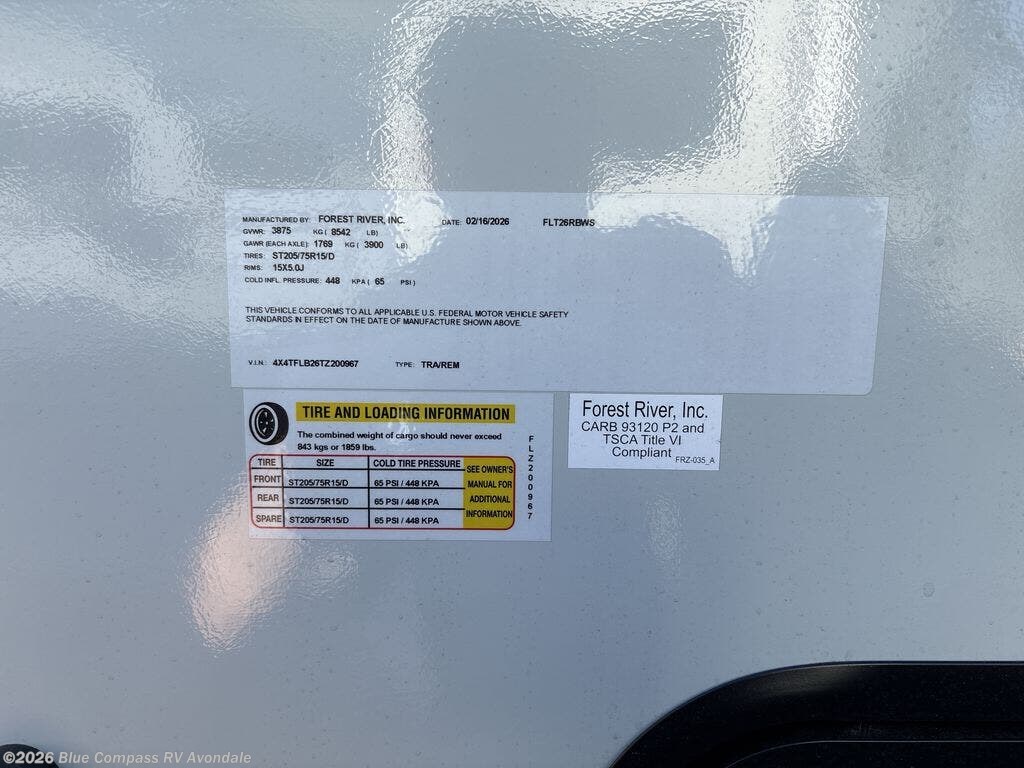 MANUFACTURED BY: FOREST RIVER, INC. DATE: 02/16/2026 FLT26RBWS
GVWR: 3875 KG ( 8542 LB)
GAWR (EACH AXLE): 1769 KG ( 3900 LB)
TIRES: ST205/75R15/D
RIMS: 15X5.0J
COLD INFL. PRESSURE: 448 KPA ( 65 PSI )
THIS VEHICLE CONFORMS TO ALL APPLICABLE U.S. FEDERAL MOTOR VEHICLE SAFETY
STANDARDS IN EFFECT ON THE DATE OF MANUFACTURE SHOWN ABOVE.
V.I.N.: 4X4TFLB26TZ200967 TYPE: TRA/REM
TIRE AND LOADING INFORMATION
The combined weight of cargo should never exceed
843 kgs or 1859 lbs.
TIRE SIZE COLD TIRE PRESSURE
FRONT ST205/75R15/D 65 PSI / 448 KPA
REAR ST205/75R15/D 65 PSI / 448 KPA
SPARE ST205/75R15/D 65 PSI / 448 KPA
SEE OWNER'S
MANUAL FOR
ADDITIONAL
INFORMATION
FLZ200967
Forest River, Inc.
CARB 93120 P2 and
TSCA Title VI
Compliant
FRZ-035_A
©2026 Blue Compass RV Avondale